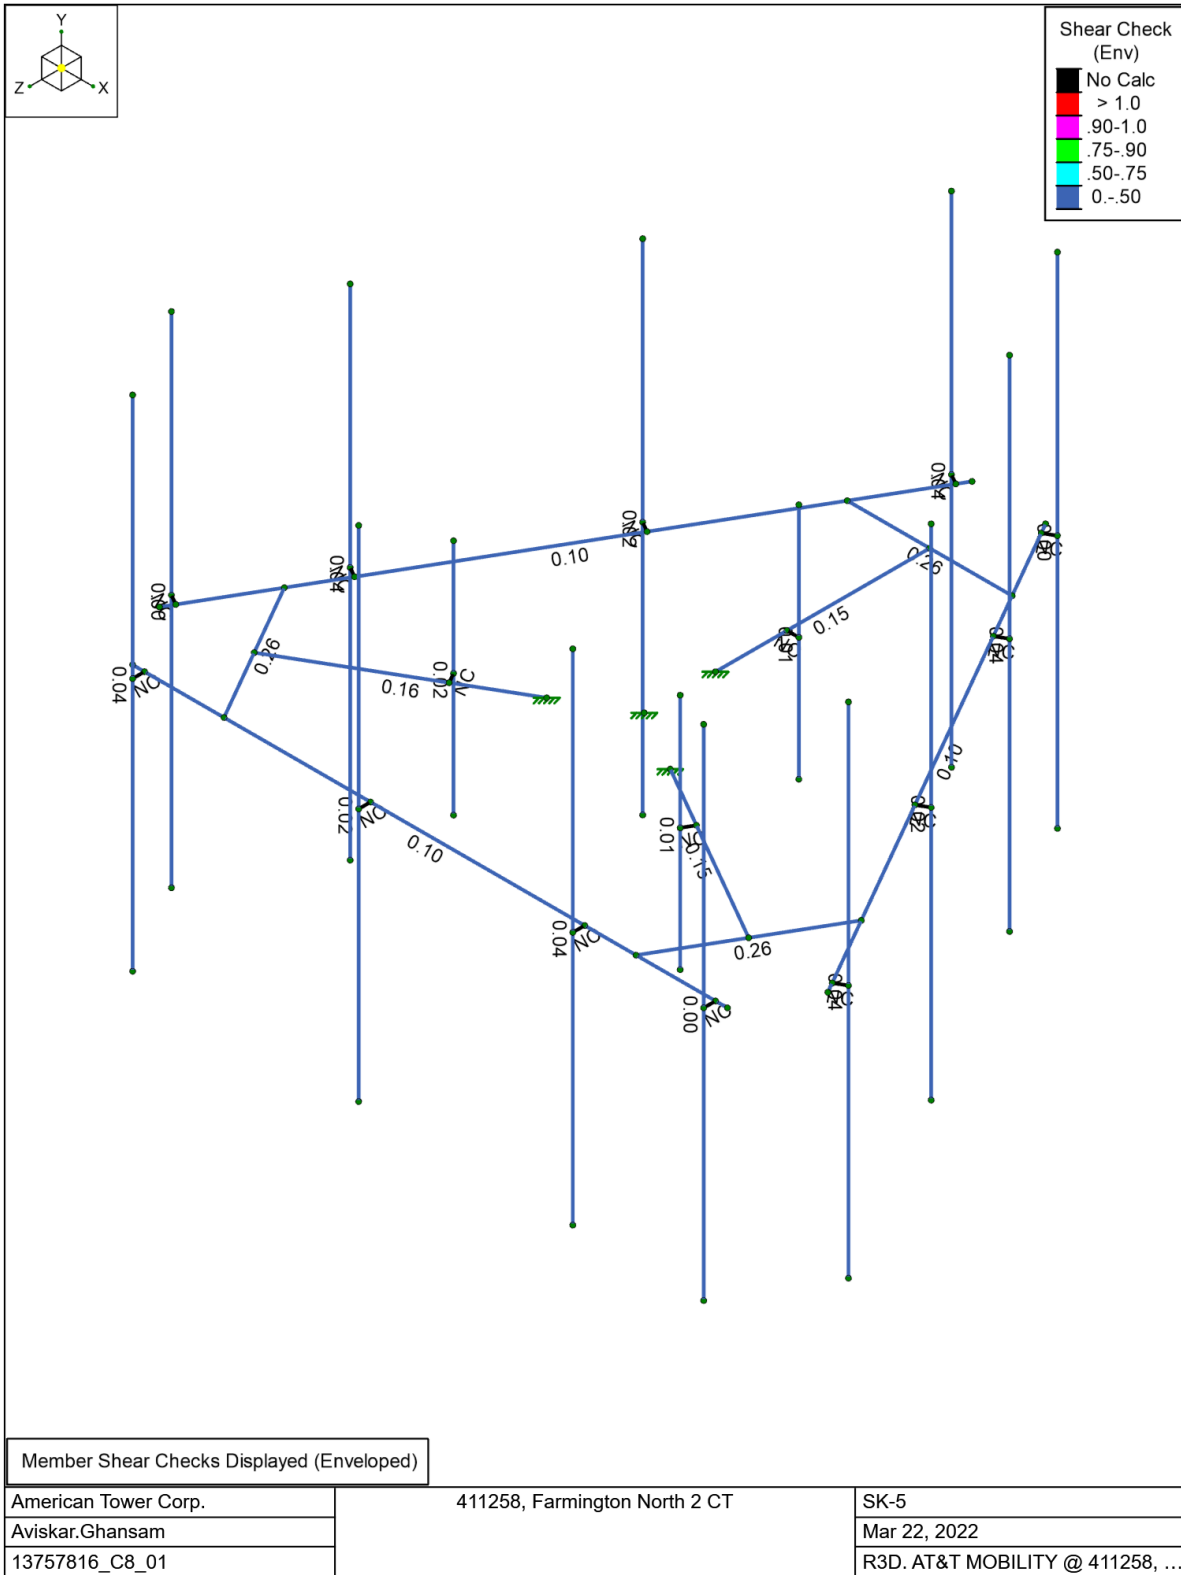 Y
Z
X
Shear Check
(Env)
No Calc
> 1.0
.90-1.0
.75-.90
.50-.75
0.-.50
0.10
0.26
0.15
0.26
0.04
NC
0.16
0.02
0.10
0.02
NC
0.10
0.01
0.15
0.04
NC
0.26
0.00
NC
Member Shear Checks Displayed (Enveloped)
American Tower Corp.
411258, Farmington North 2 CT
SK-5
Aviskar.Ghansam
Mar 22, 2022
13757816_C8_01
R3D. AT&T MOBILITY @ 411258, ...